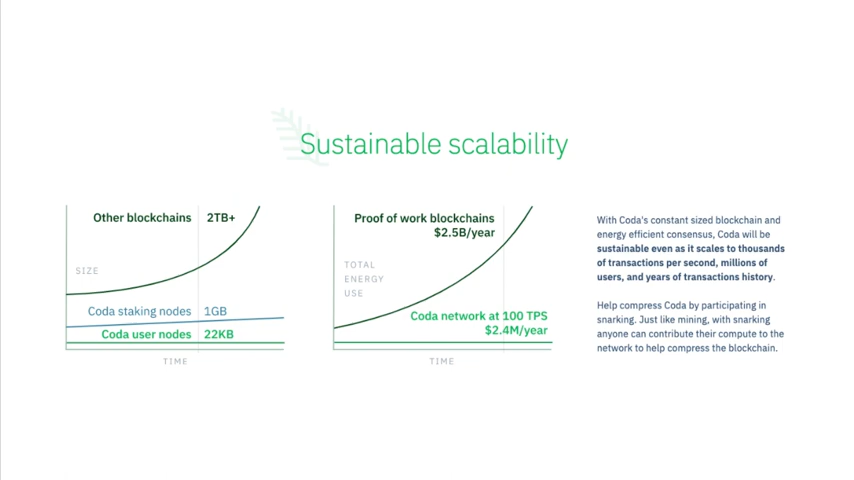 Sustainable scalability
Other blockchains 2TB+
SIZE
Coda staking nodes 1GB
Coda user nodes 22KB
TIME
Proof of work blockchains
$2.5B/year
TOTAL
ENERGY
USE
Coda network at 100 TPS
$2.4M/year
TIME
With Coda's constant sized blockchain and
energy efficient consensus, Coda will be
sustainable even as it scales to thousands
of transactions per second, millions of
users, and years of transactions history.
Help compress Coda by participating in
snarking. Just like mining, with snarking
anyone can contribute their compute to the
network to help compress the blockchain.